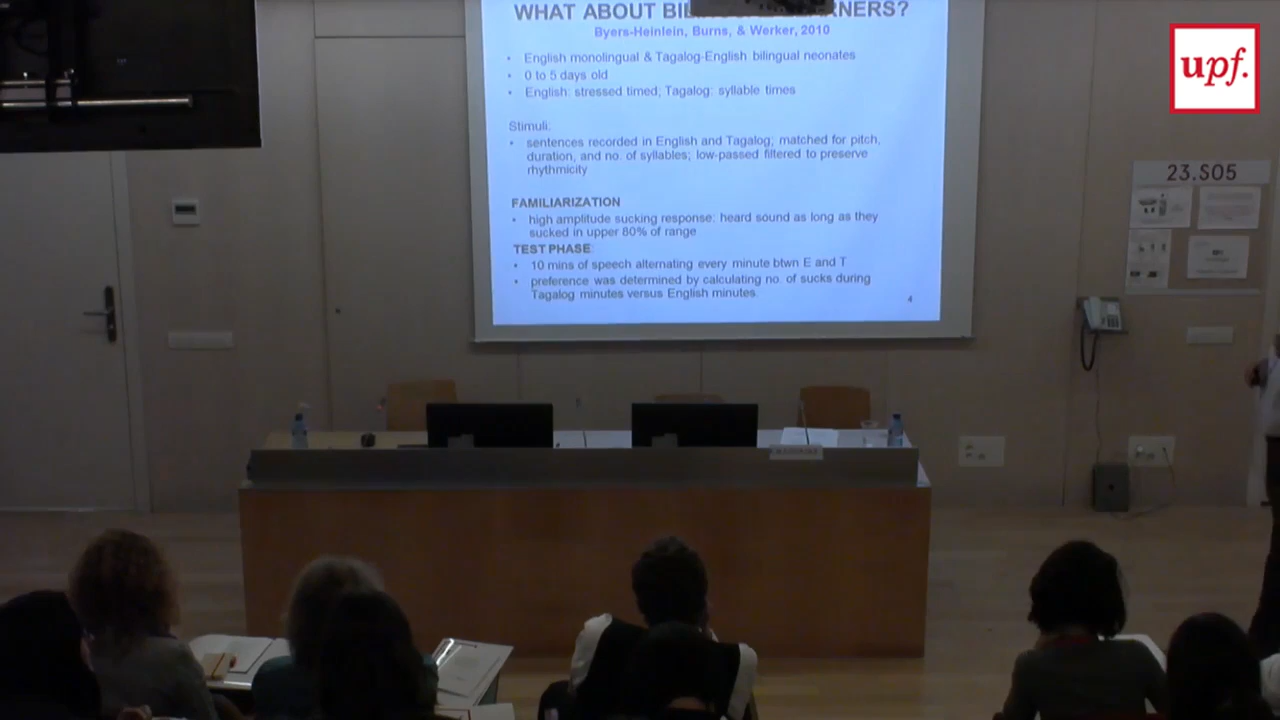 WHAT ABOUT BIL RNERS?
Byers-Heinlein, Burns, & Werker, 2010
• English monolingual & Tagalog-English bilingual neonates
• 0 to 5 days old
• English: stressed timed; Tagalog: syllable times
Stimuli:
• sentences recorded in English and Tagalog; matched for pitch,
duration, and no. of syllables; low-passed filtered to preserve
rhythmicity
FAMILIARIZATION
• high amplitude sucking response: heard sound as long as they
sucked in upper 80% of range
TEST PHASE:
• 10 mins of speech alternating every minute btwn E and T
• preference was determined by calculating no. of sucks during
Tagalog minutes versus English minutes.
4
upf.
23.S05